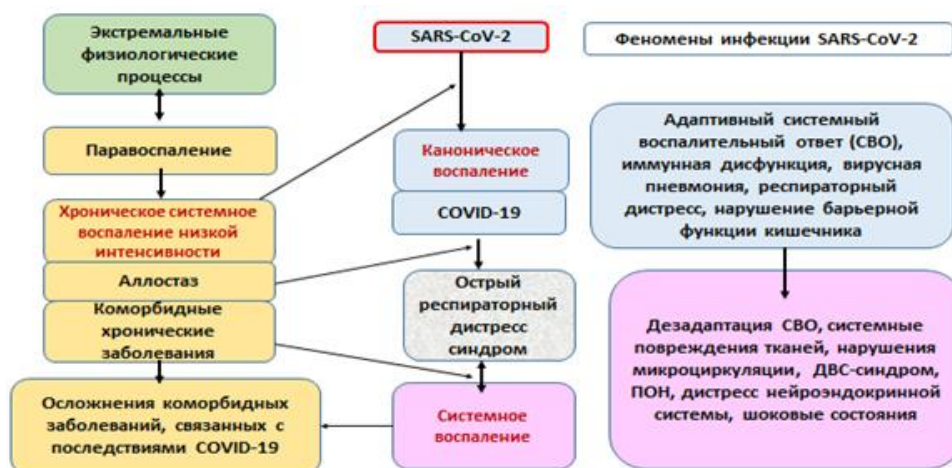 Экстремальные
физиологические
процессы
Паравоспаление
Хроническое системное
воспаление низкой
интенсивности
Аллостаз
Коморбидные
хронические
заболевания
Осложнения коморбидных
заболеваний, связанных с
последствиями COVID-19
SARS-CoV-2
Каноническое
воспаление
COVID-19
Острый
респираторный
дистресс
синдром
Системное
воспаление
Феномены инфекции SARS-CoV-2
Адаптивный системный
воспалительный ответ (СВО),
иммунная дисфункция, вирусная
пневмония, респираторный
дистресс, нарушение барьерной
функции кишечника
Дезадаптация СВО, системные
повреждения тканей, нарушения
микроциркуляции, ДВС-синдром,
ПОН, дистресс нейроэндокринной
системы, шоковые состояния